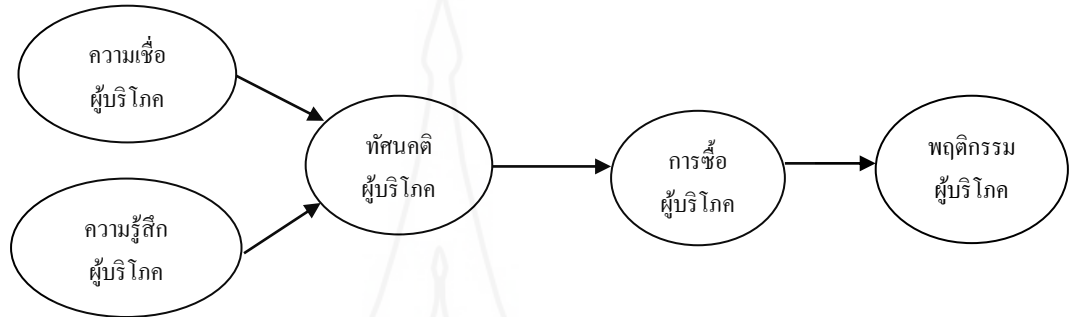 ความเชื่อ
ผู้บริโภค
ความรู้สึก
ผู้บริโภค
ทัศนคติ
ผู้บริโภค
การซื้อ
ผู้บริโภค
พฤติกรรม
ผู้บริโภค